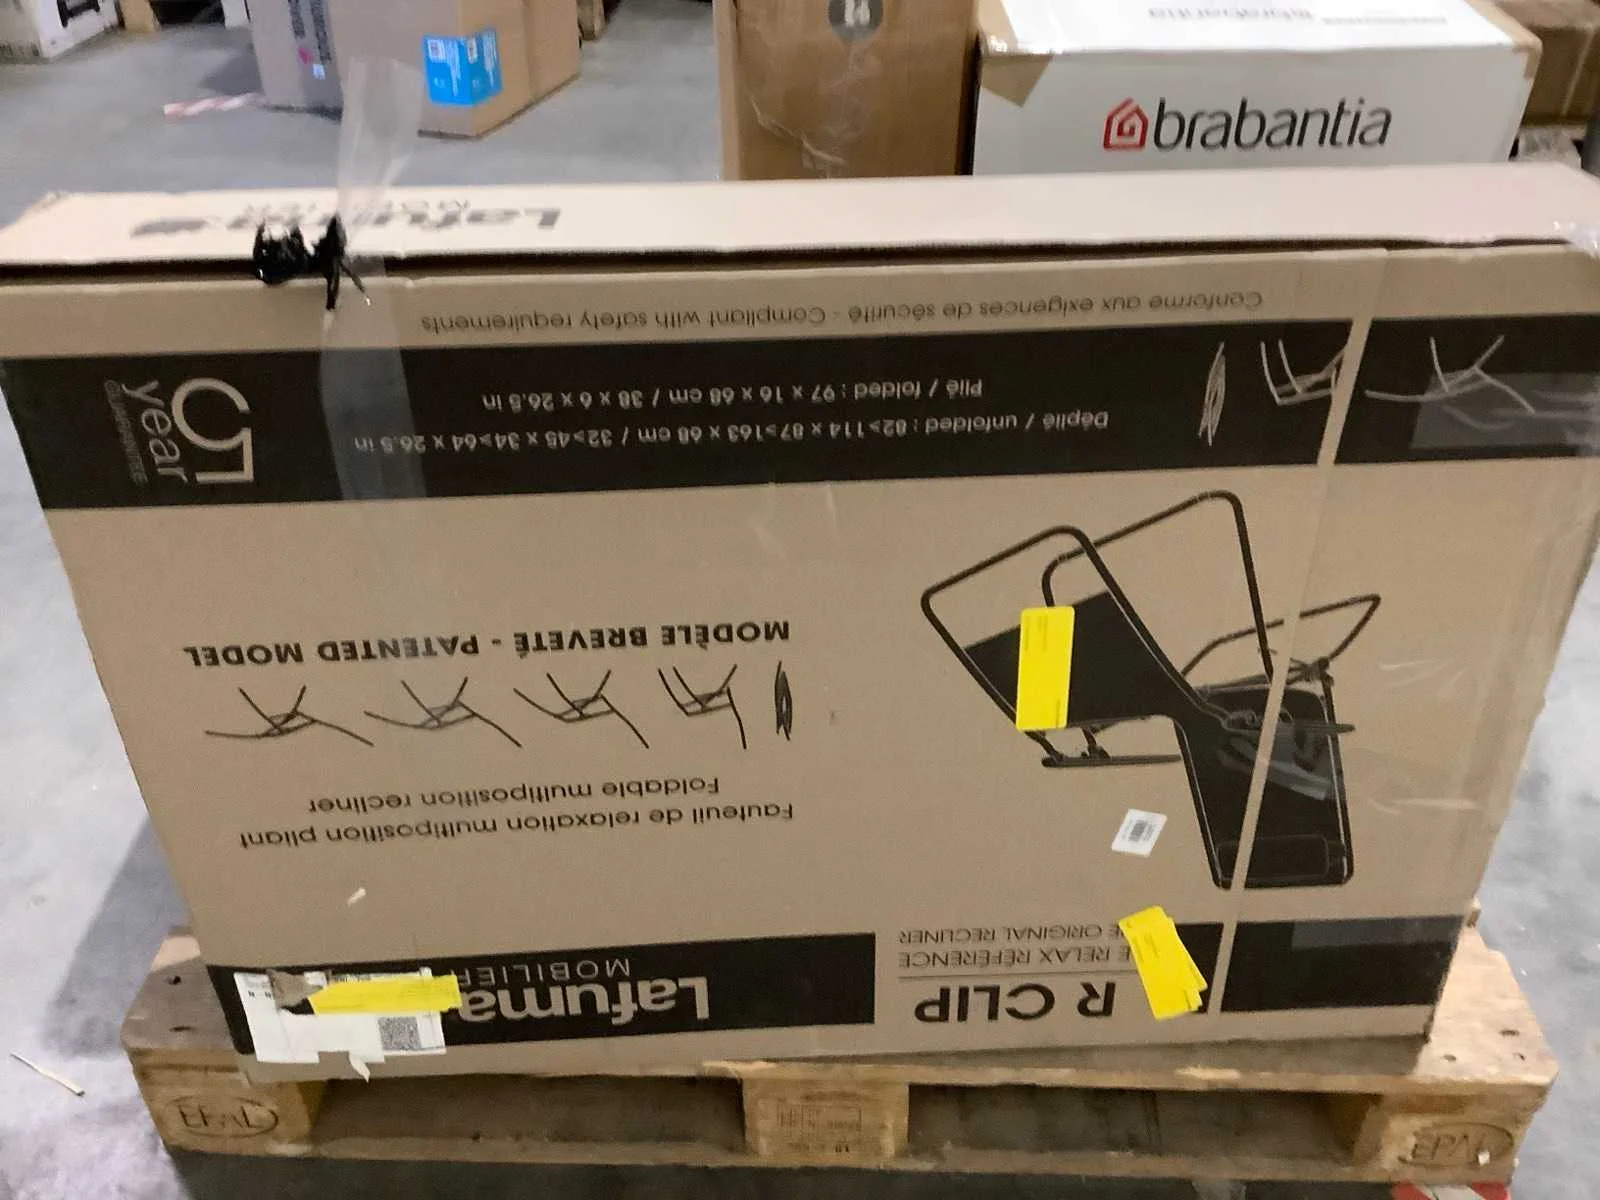 brabantia
Lafuma
MOBILIER
R CLIP
E RELAX RÉFÉRENCE
E ORIGINAL RECLINER
Fauteuil de relaxation multiposition pliant
Foldable multiposition recliner
MODÈLE BREVETÉ - PATENTED MODEL
Déplié / unfolded : 82>114 x 87>163 x 68 cm / 32>45 x 34>64 x 26.5 in
Plié / folded : 97 x 16 x 68 cm / 38 x 6 x 26.5 in
5 year
GUARANTEE
Conforme aux exigences de sécurité - Compliant with safety requirements
Lafuma
MOBILIER
EPAL
EPAL